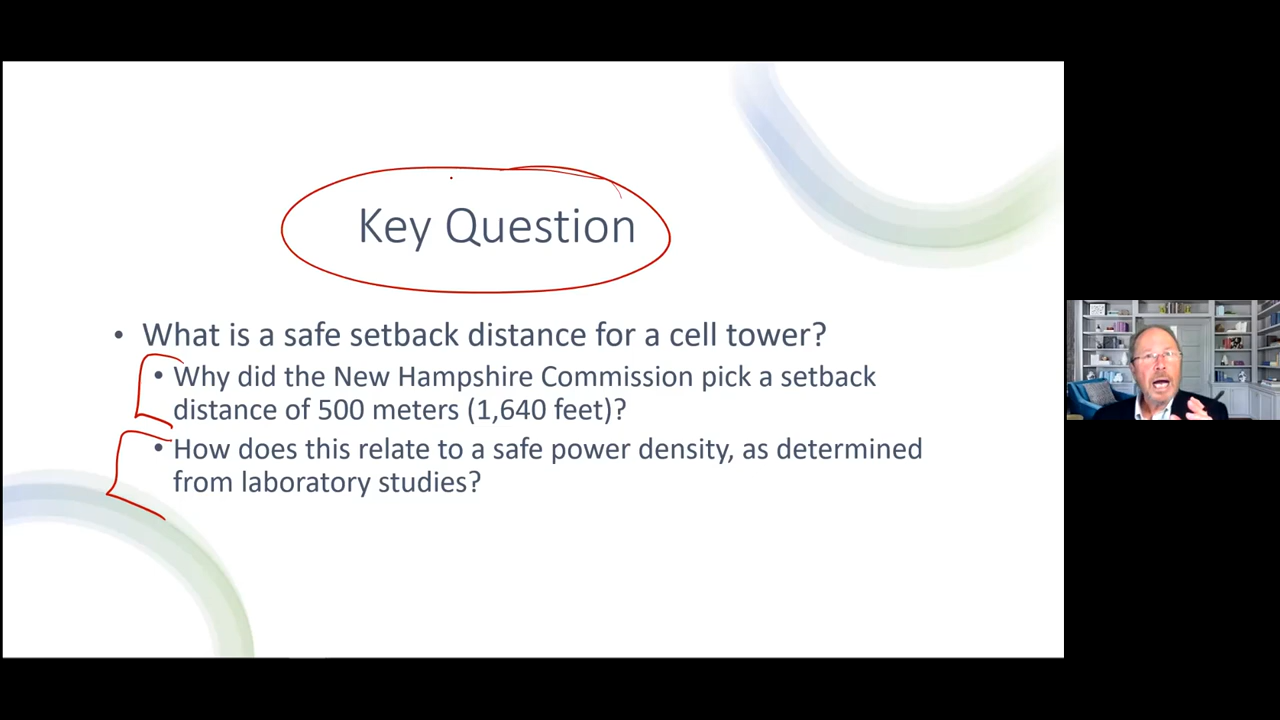 Key Question
• What is a safe setback distance for a cell tower?
• Why did the New Hampshire Commission pick a setback
distance of 500 meters (1,640 feet)?
• How does this relate to a safe power density, as determined
from laboratory studies?